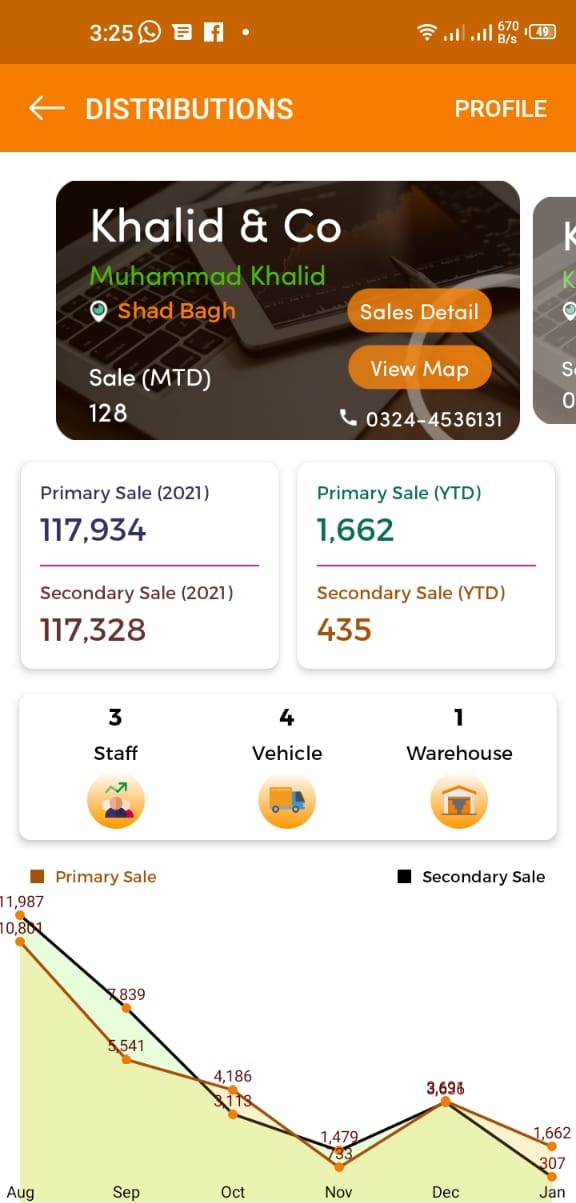 3:25
670
B/s
49
DISTRIBUTIONS
PROFILE
Khalid & Co
Muhammad Khalid
Shad Bagh
Sales Detail
View Map
Sale (MTD)
128
0324-4536131
K
K
S
0
Primary Sale (2021)
117,934
Secondary Sale (2021)
117,328
Primary Sale (YTD)
1,662
Secondary Sale (YTD)
435
3
Staff
4
Vehicle
1
Warehouse
Primary Sale
Secondary Sale
11,987
10,801
7,839
5,541
4,186
3,113
1,479
733
1,662
307
Aug Sep Oct Nov Dec Jan